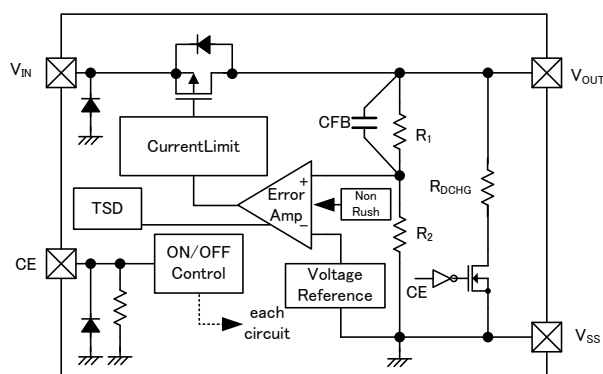 VIN
VOUT
CFB
R1
CurrentLimit
RDCHG
+
Error
Amp
−
Non
Rush
TSD
R2
CE
ON/OFF
Control
Voltage
Reference
CE
each
circuit
VSS